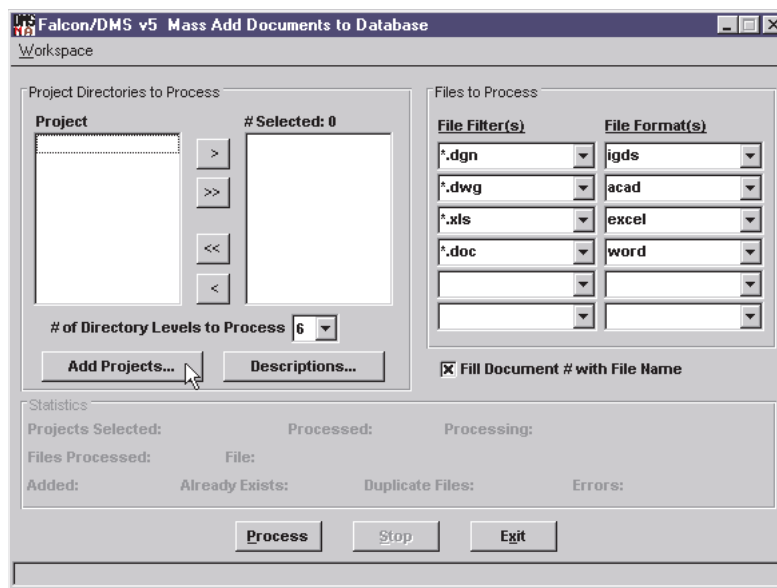 DMS MA Falcon/DMS v5 Mass Add Documents to Database
Workspace
Project Directories to Process
Project
# Selected: 0
>
>>
<<
<
# of Directory Levels to Process 6
Add Projects... Descriptions...
Files to Process
File Filter(s) File Format(s)
*.dgn igds
*.dwg acad
*.xls excel
*.doc word
Fill Document # with File Name
Statistics
Projects Selected: Processed: Processing:
Files Processed: File:
Added: Already Exists: Duplicate Files: Errors:
Process Stop Exit